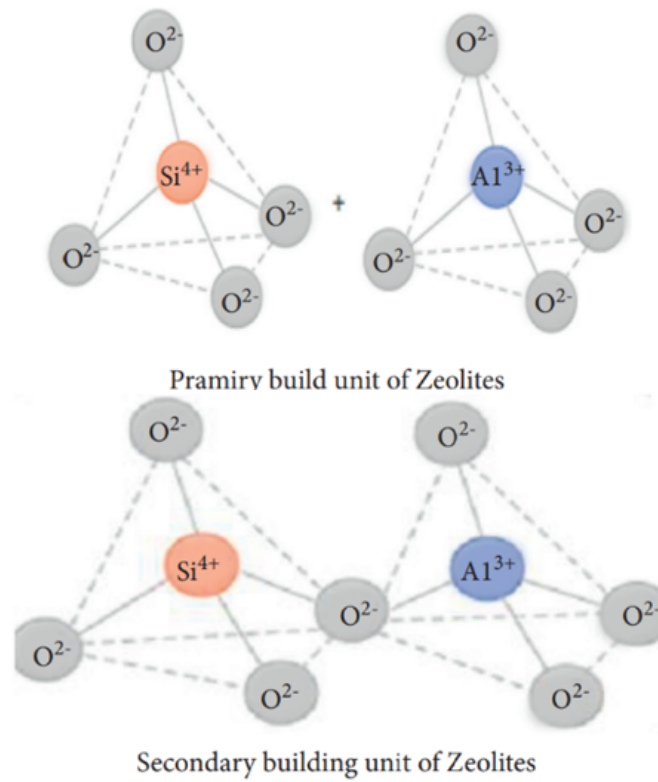 O²⁻ O²⁻
Si⁴⁺ Al³⁺
O²⁻ + O²⁻
O²⁻ O²⁻
O²⁻ O²⁻
Pramiry build unit of Zeolites
O²⁻ O²⁻
Si⁴⁺ Al³⁺
O²⁻ O²⁻
O²⁻
O²⁻ O²⁻
Secondary building unit of Zeolites